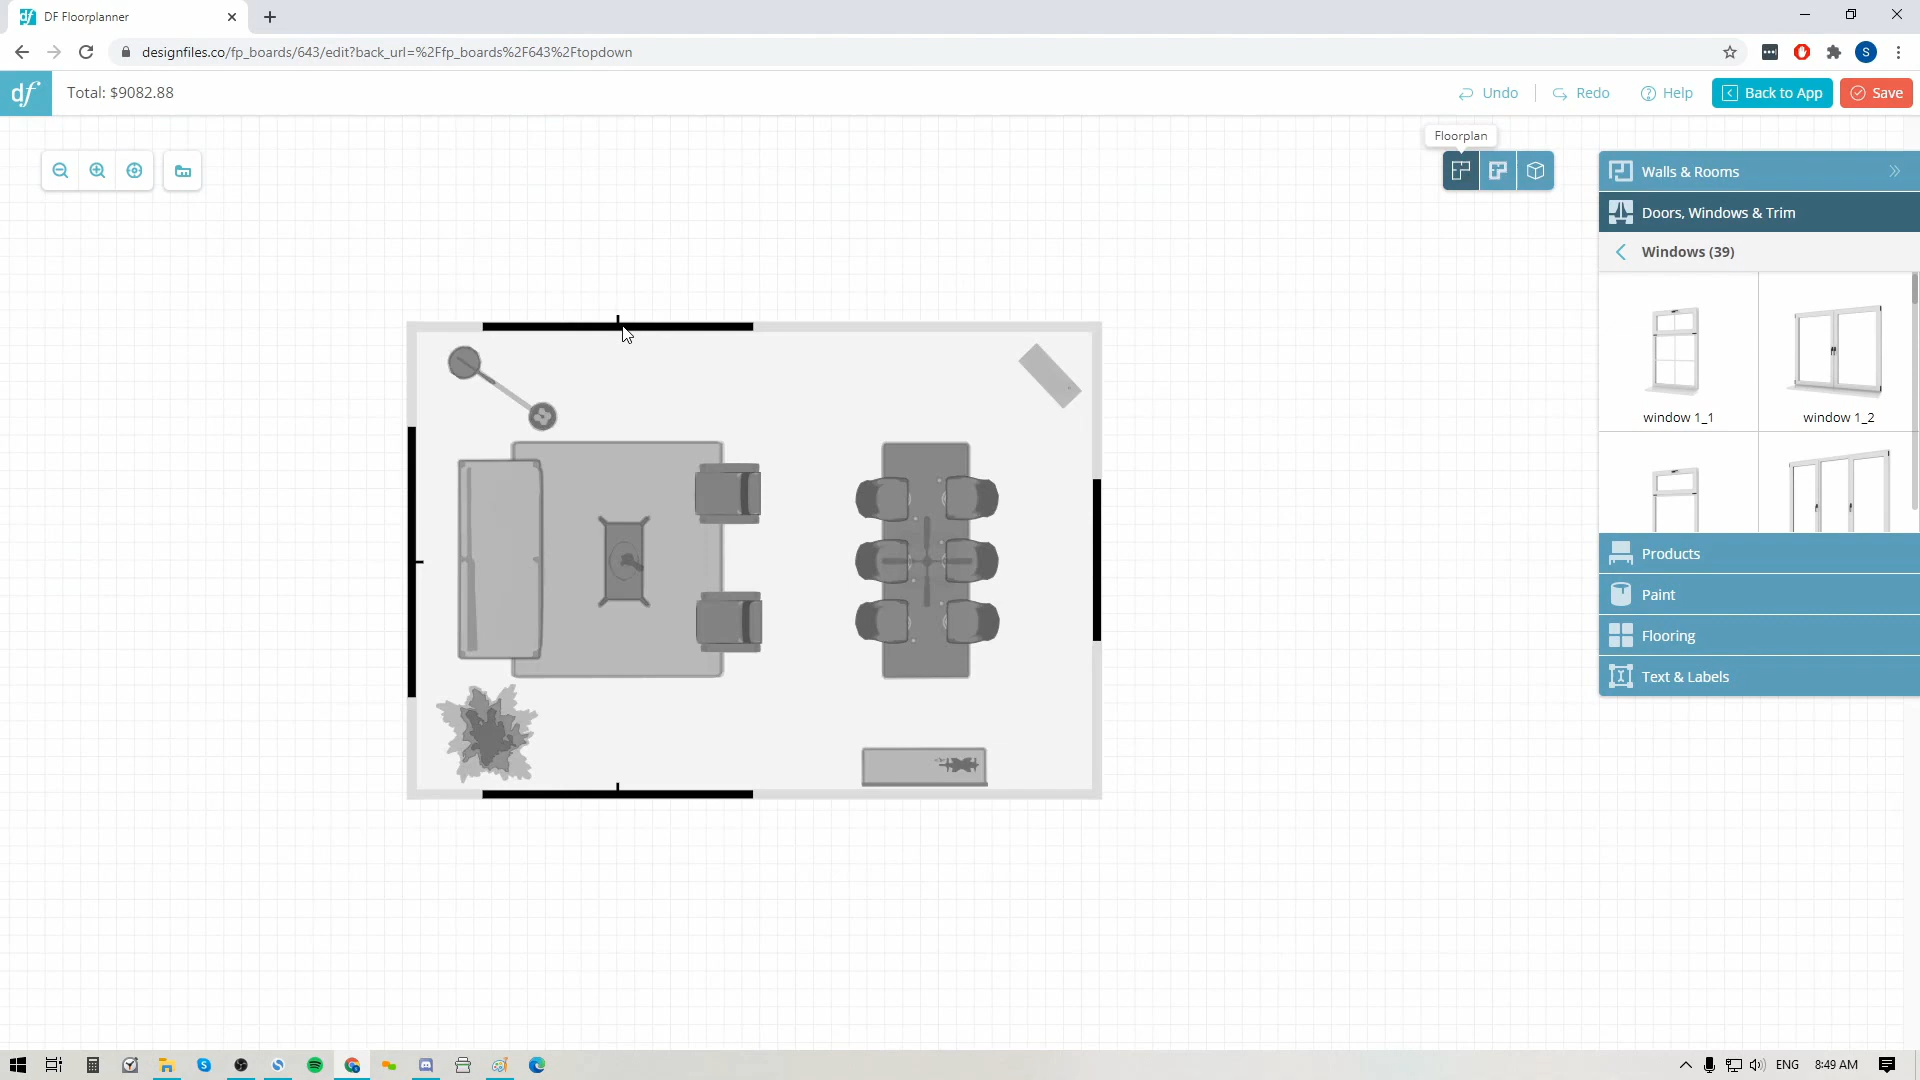 DF Floorplanner
designfiles.co/fp_boards/643/edit?back_url=%2Ffp_boards%2F643%2Ftopdown
S
df
Total: $9082.88
Undo
Redo
Help
Back to App
Save
Floorplan
Walls & Rooms
Doors, Windows & Trim
Windows (39)
window 1_1
window 1_2
Products
Paint
Flooring
Text & Labels
ENG
8:49 AM